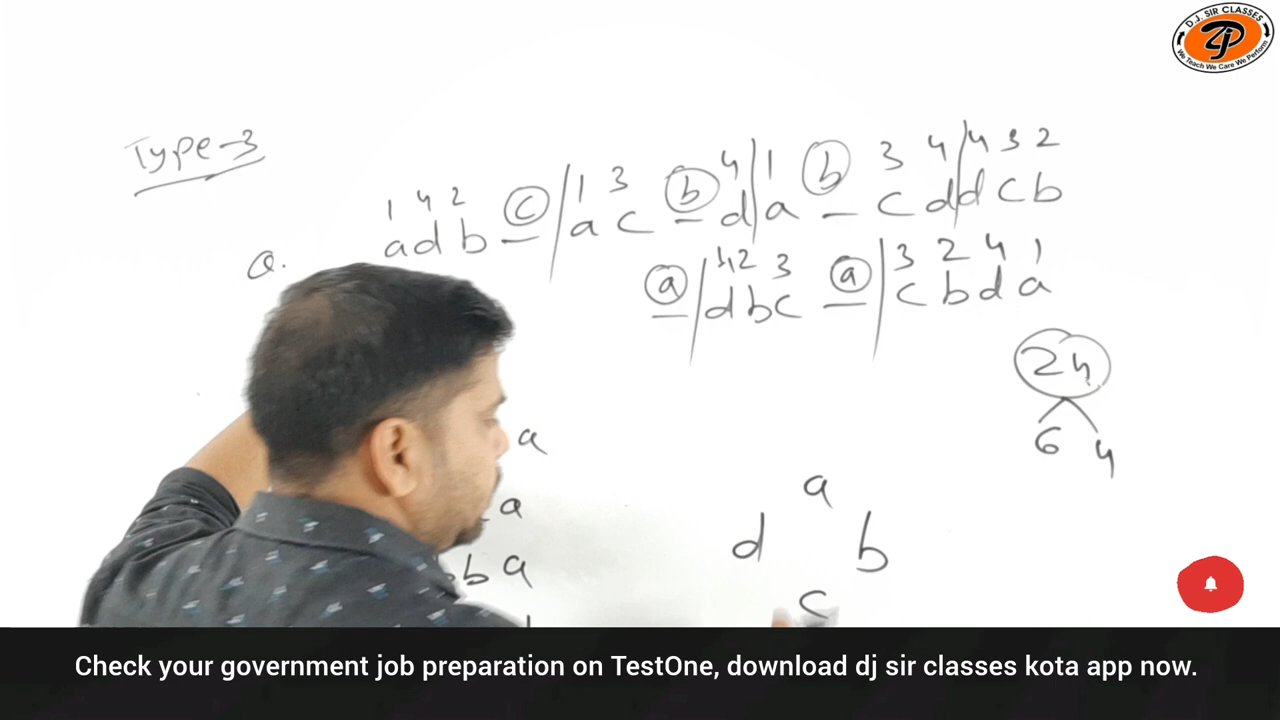 D.J. SIR CLASSES
We Teach We Care We Perform
Type-3
1 4 2 1 3 4 1 3 4 4 3 2
Q. a d b c / a c b d / a b c d / d c b
4 2 3 3 2 4 1
a / d b c a / c b d a
24
6 4
a
a
b a
a
d b
c
Check your government job preparation on TestOne, download dj sir classes kota app now.